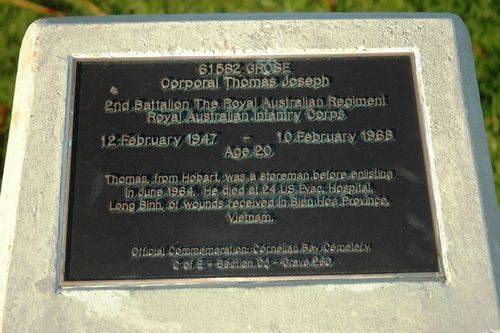 61582 GROSE
Corporal Thomas Joseph
2nd Battalion The Royal Australian Regiment
Royal Australian Infantry Corps
12 February 1947 - 10 February 1968
Age 20
Thomas, from Hobart, was a storeman before enlisting
in June 1964. He died at 24 US Evac. Hospital,
Long Binh, of wounds received in Bien Hoa Province,
Vietnam.
Official Commemoration: Cornelian Bay Cemetery,
C of E - Section - Grave